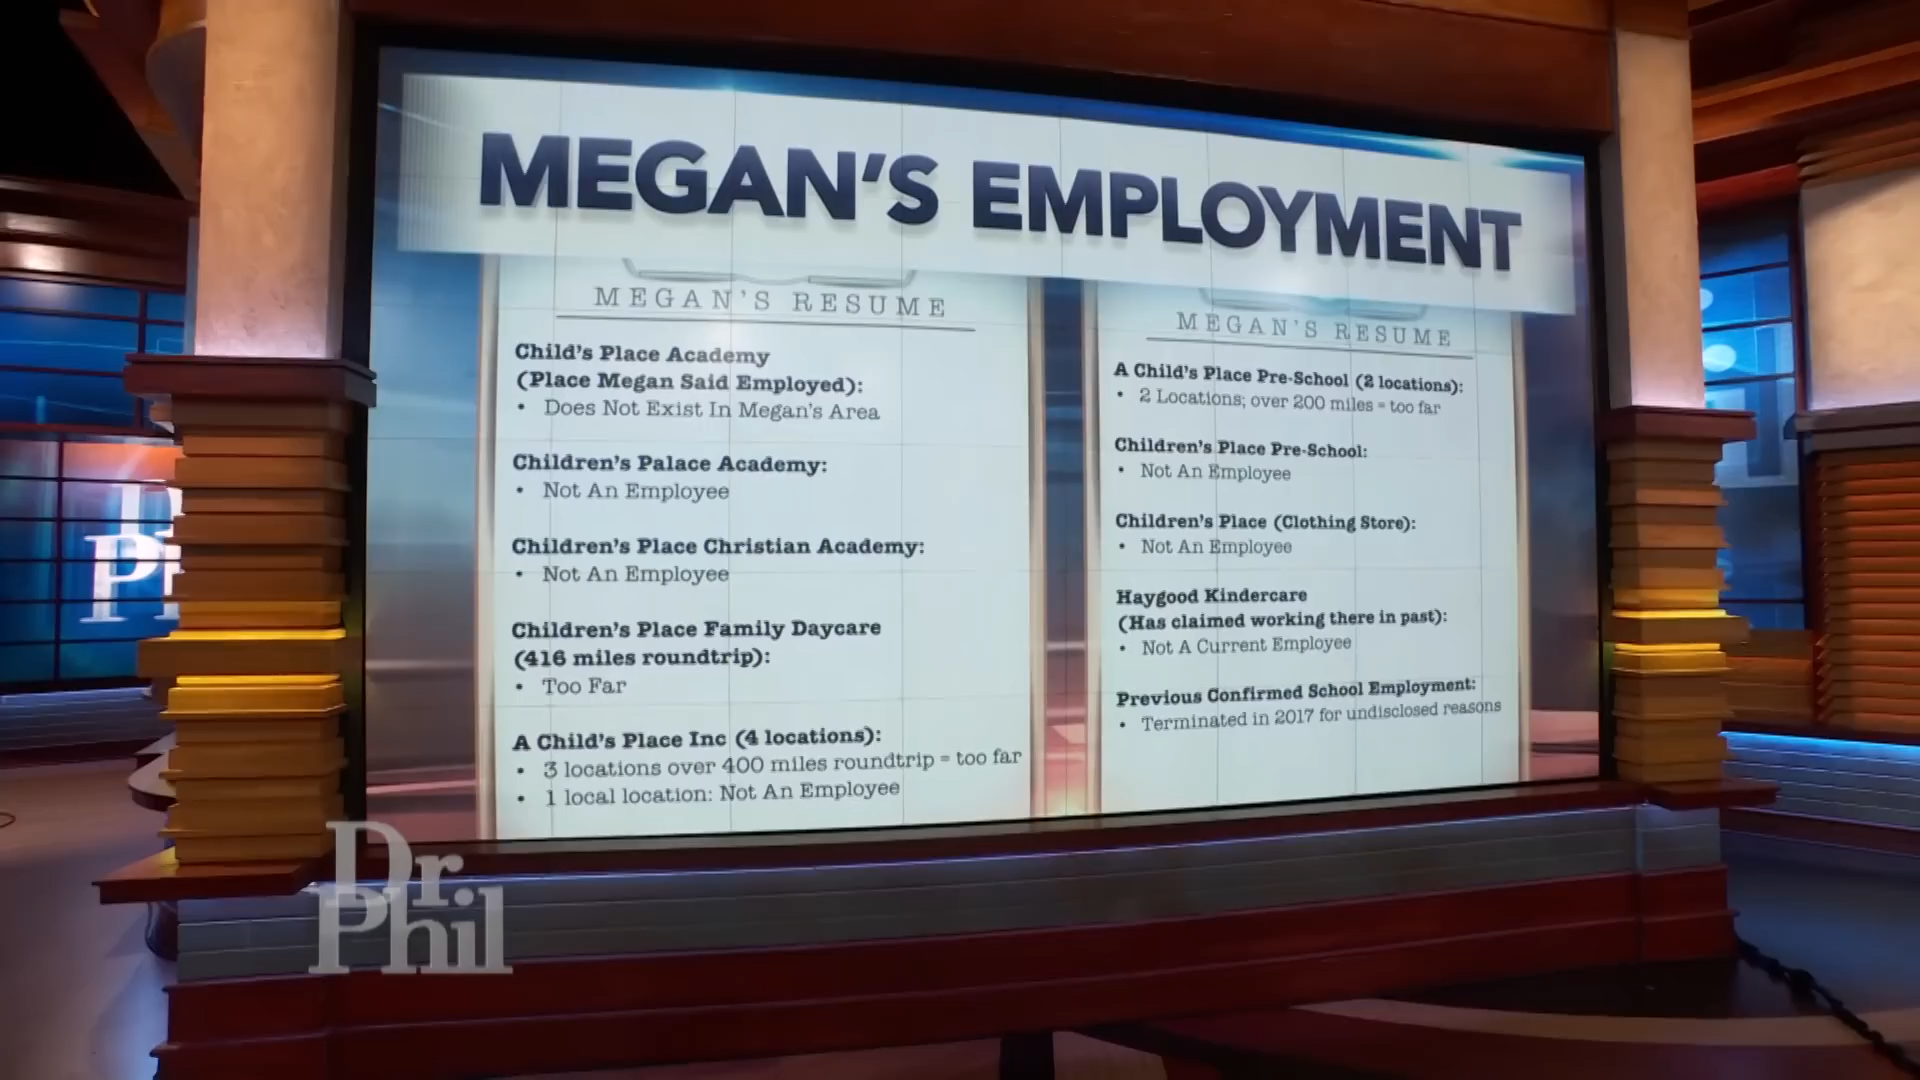 MEGAN'S EMPLOYMENT
MEGAN'S RESUME
Child's Place Academy
(Place Megan Said Employed):
• Does Not Exist In Megan's Area
Children's Palace Academy:
• Not An Employee
Children's Place Christian Academy:
• Not An Employee
Children's Place Family Daycare
(416 miles roundtrip):
• Too Far
A Child's Place Inc (4 locations):
• 3 locations over 400 miles roundtrip = too far
• 1 local location: Not An Employee
MEGAN'S RESUME
A Child's Place Pre-School (2 locations):
• 2 Locations; over 200 miles = too far
Children's Place Pre-School:
• Not An Employee
Children's Place (Clothing Store):
• Not An Employee
Haygood Kindercare
(Has claimed working there in past):
• Not A Current Employee
Previous Confirmed School Employment:
• Terminated in 2017 for undisclosed reasons
Dr.
Phil